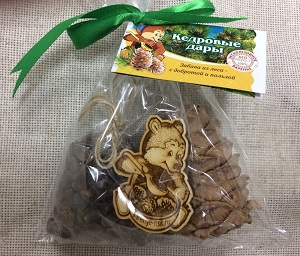 Кедровые
дары
Забава из леса -
с добротой и пользой